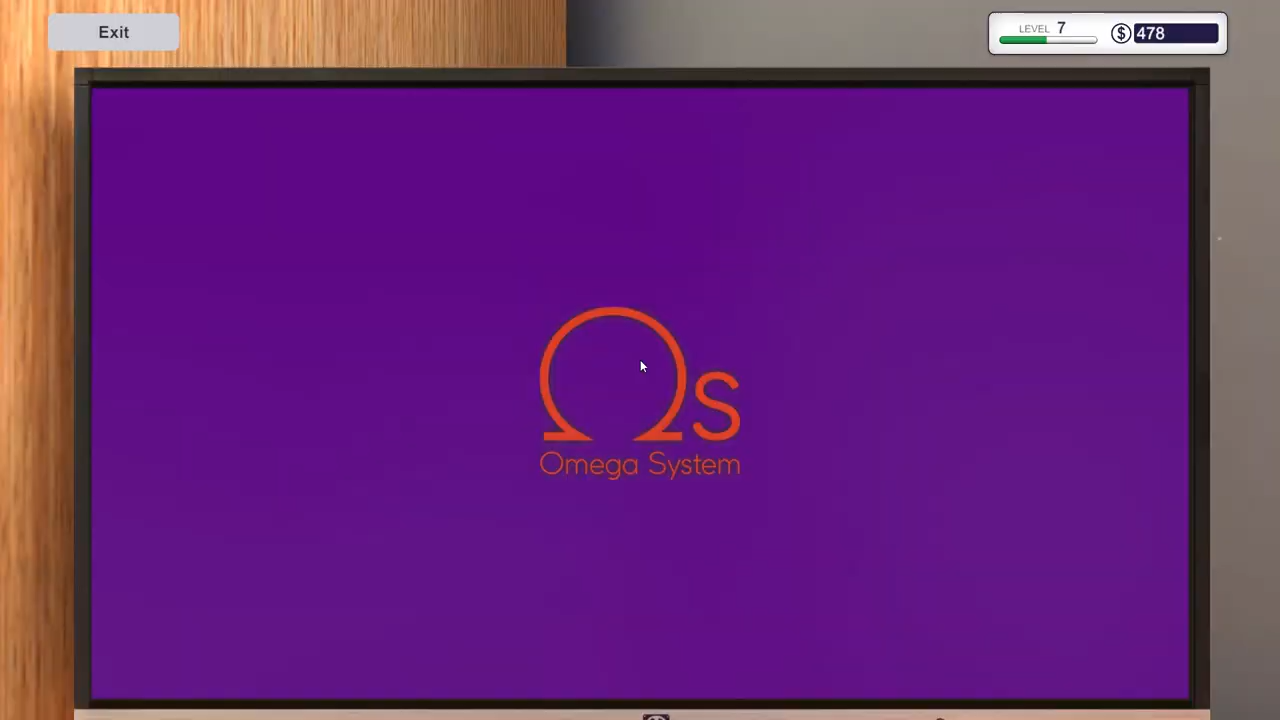 Exit
LEVEL 7
$ 478
Ωs
Omega System